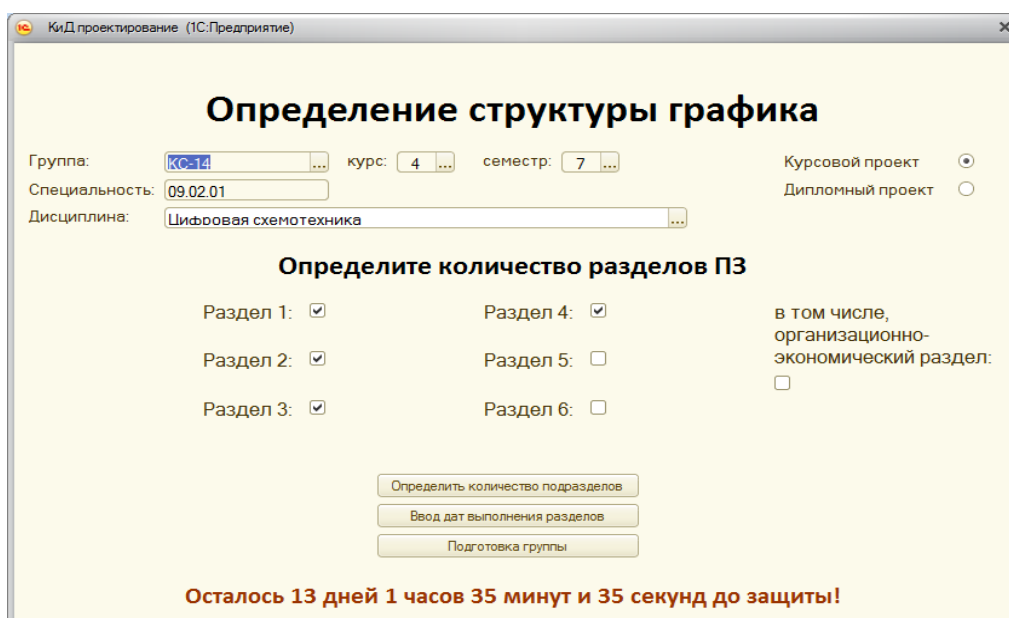 КиД проектирование (1С:Предприятие)
Определение структуры графика
Группа: КС-14 ... курс: 4 ... семестр: 7 ... Курсовой проект
Специальность: 09.02.01 Дипломный проект
Дисциплина: Цифровая схемотехника ...
Определите количество разделов ПЗ
Раздел 1: Раздел 4: в том числе,
организационно-
Раздел 2: Раздел 5: экономический раздел:
Раздел 3: Раздел 6:
Определить количество подразделов
Ввод дат выполнения разделов
Подготовка группы
Осталось 13 дней 1 часов 35 минут и 35 секунд до защиты!